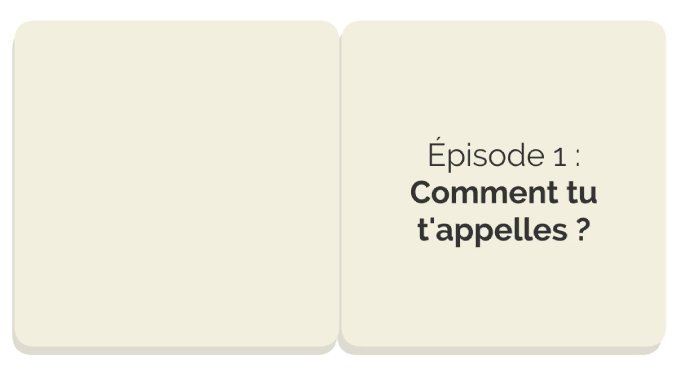 Épisode 1 :
Comment tu
t'appelles ?